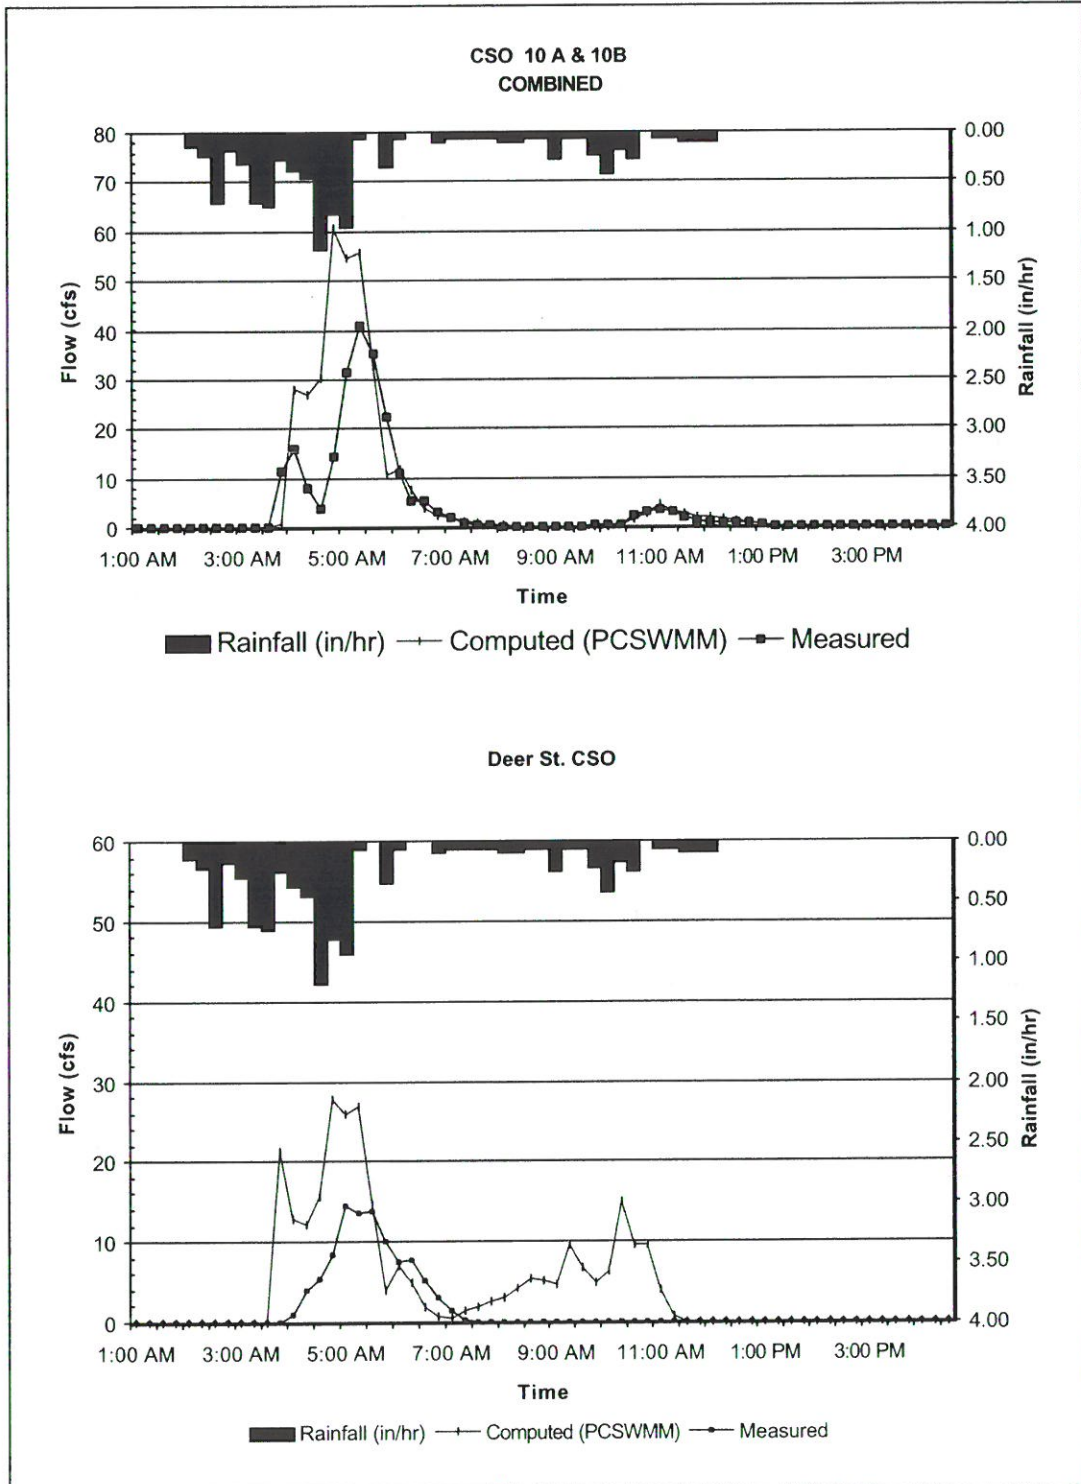 CSO 10 A & 10B
COMBINED
80
70
60
50
40
30
20
10
0
Flow (cfs)
0.00
0.50
1.00
1.50
2.00
2.50
3.00
3.50
4.00
Rainfall (in/hr)
1:00 AM 3:00 AM 5:00 AM 7:00 AM 9:00 AM 11:00 AM 1:00 PM 3:00 PM
Time
Rainfall (in/hr) Computed (PCSWMM) Measured
Deer St. CSO
60
50
40
30
20
10
0
Flow (cfs)
0.00
0.50
1.00
1.50
2.00
2.50
3.00
3.50
4.00
Rainfall (in/hr)
1:00 AM 3:00 AM 5:00 AM 7:00 AM 9:00 AM 11:00 AM 1:00 PM 3:00 PM
Time
Rainfall (in/hr) Computed (PCSWMM) Measured